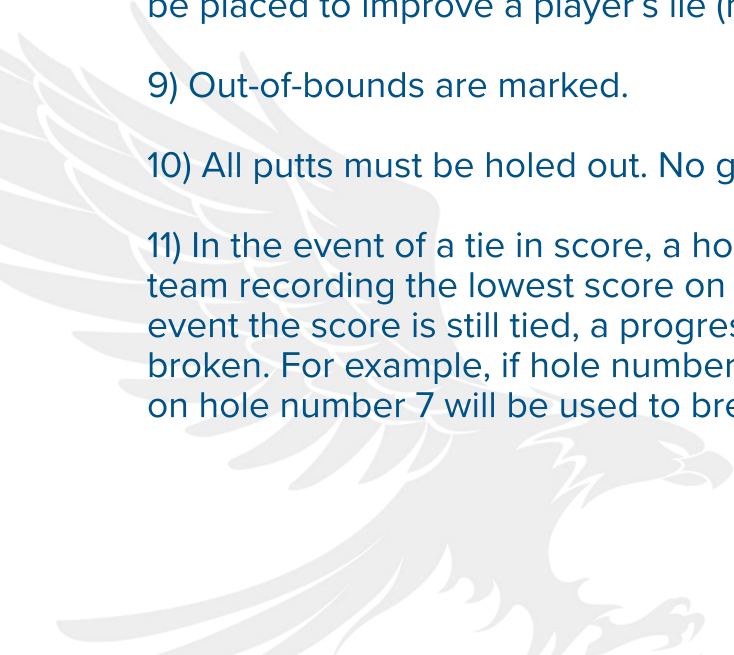 be placed to improve a player's lie
9) Out-of-bounds are marked.
10) All putts must be holed out. No
11) In the event of a tie in score, a
team recording the lowest score on
event the score is still tied, a
broken. For example, if hole number
on hole number 7 will be used to